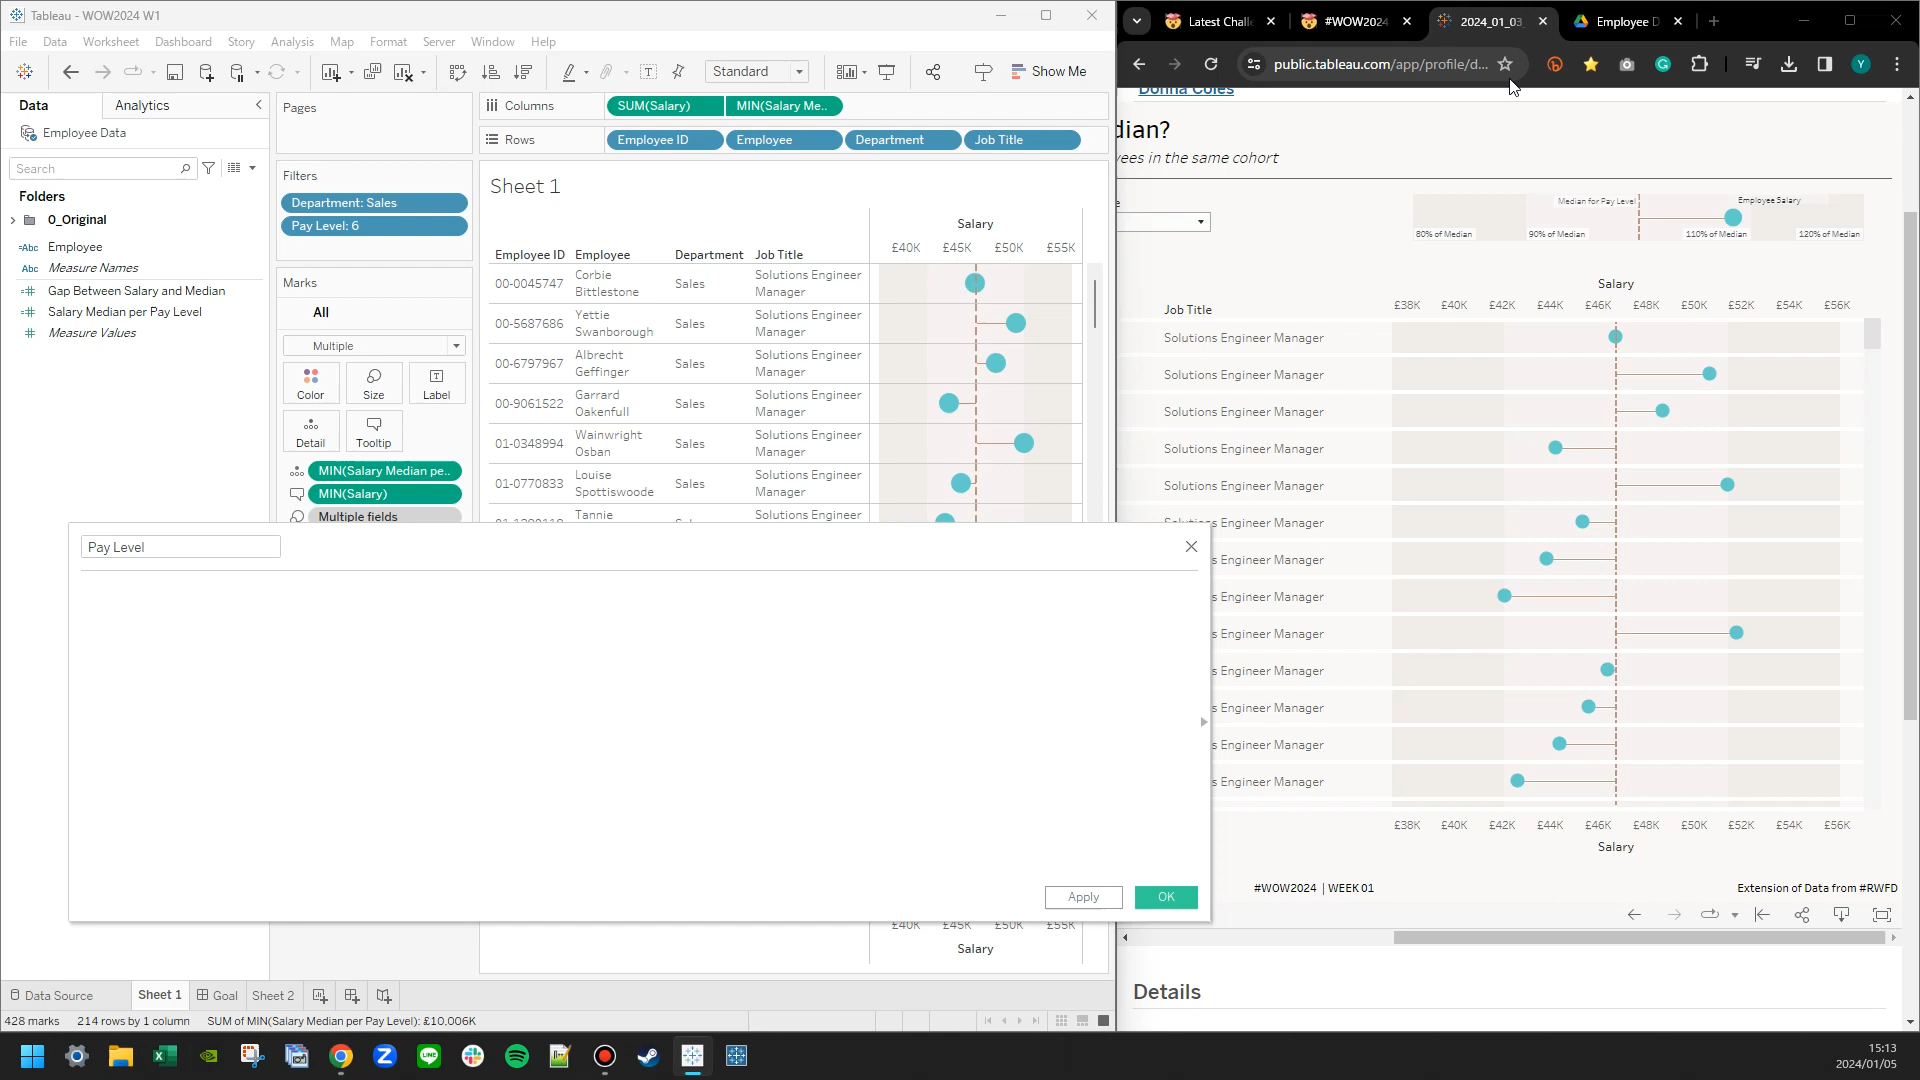 Tableau - WOW2024 W1
File Data Worksheet Dashboard Story Analysis Map Format Server Window Help
Standard
Show Me
Data
Analytics
Employee Data
Search
Folders
0_Original
Abc Employee
Abc Measure Names
Gap Between Salary and Median
Salary Median per Pay Level
Measure Values
Pages
Filters
Department: Sales
Pay Level: 6
Marks
All
Multiple
Color
Size
Label
Detail
Tooltip
MIN(Salary Median pe..
MIN(Salary)
Multiple fields
Columns
SUM(Salary)
MIN(Salary Me..
Rows
Employee ID
Employee
Department
Job Title
Sheet 1
Salary
Employee ID Employee Department Job Title £40K £45K £50K £55K
00-0045747 Corbie Bittlestone Sales Solutions Engineer Manager
00-5687686 Yettie Swanborough Sales Solutions Engineer Manager
00-6797967 Albrecht Geffinger Sales Solutions Engineer Manager
00-9061522 Garrard Oakenfull Sales Solutions Engineer Manager
01-0348994 Wainwright Osban Sales Solutions Engineer Manager
01-0770833 Louise Spottiswoode Sales Solutions Engineer Manager
Tannie
Solutions Engineer
Pay Level
Apply
OK
£40K £45K £50K £55K
Salary
Data Source
Sheet 1
Goal
Sheet 2
428 marks 214 rows by 1 column SUM of MIN(Salary Median per Pay Level): £10,006K
Latest Chall
#WOW2024
2024_01_03
Employee D
public.tableau.com/app/profile/d...
Donna Coles
dian?
ees in the same cohort
Median for Pay Level
Employee Salary
80% of Median
90% of Median
110% of Median
120% of Median
Salary
Job Title
£38K £40K £42K £44K £46K £48K £50K £52K £54K £56K
Solutions Engineer Manager
Solutions Engineer Manager
Solutions Engineer Manager
Solutions Engineer Manager
Solutions Engineer Manager
Solutions Engineer Manager
s Engineer Manager
s Engineer Manager
s Engineer Manager
s Engineer Manager
s Engineer Manager
s Engineer Manager
s Engineer Manager
£38K £40K £42K £44K £46K £48K £50K £52K £54K £56K
Salary
#WOW2024 | WEEK 01
Extension of Data from #RWFD
Details
15:13
2024/01/05